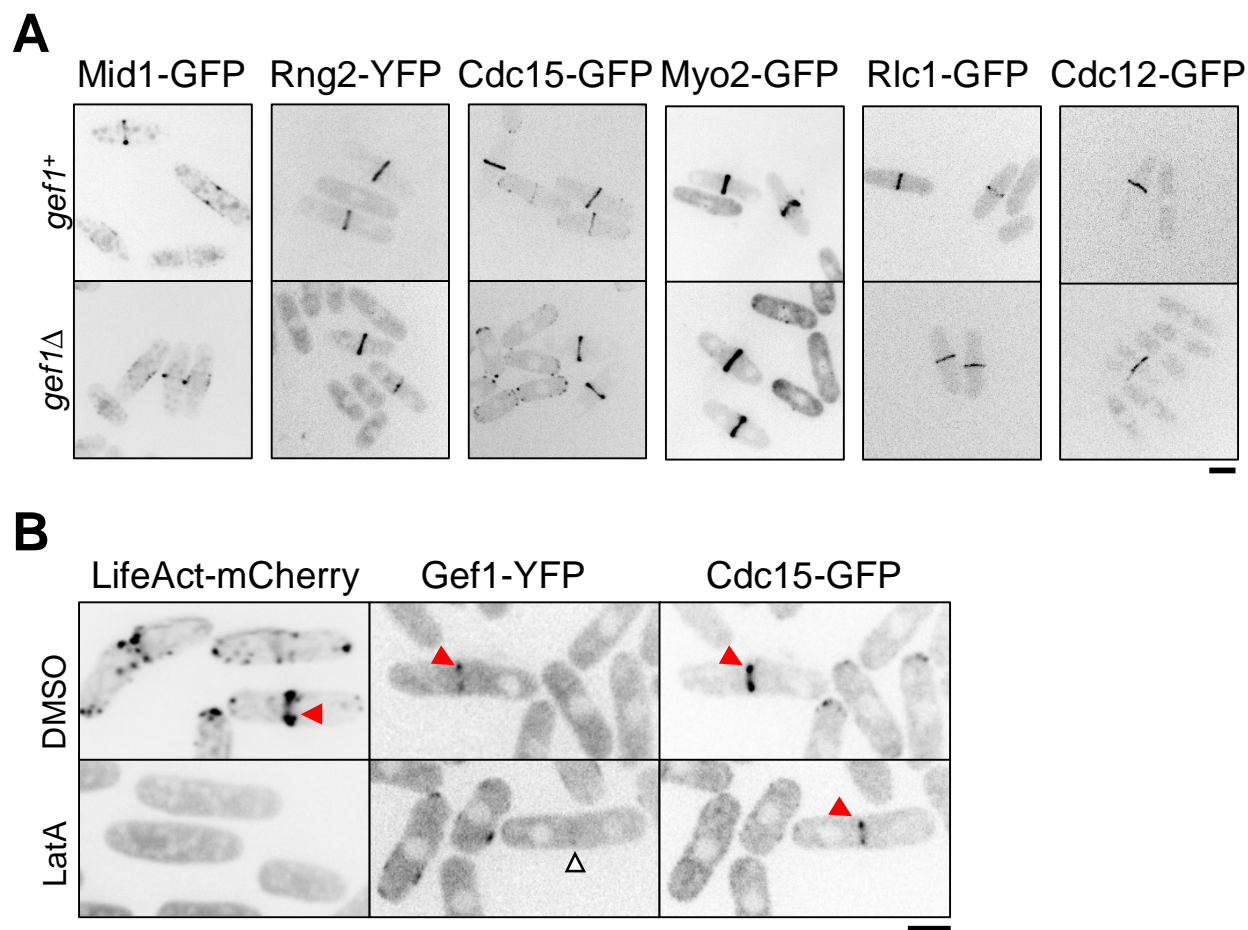 A
Mid1-GFP Rng2-YFP Cdc15-GFP Myo2-GFP Rlc1-GFP Cdc12-GFP
gef1+
gef1Δ
B
LifeAct-mCherry Gef1-YFP Cdc15-GFP
DMSO
LatA